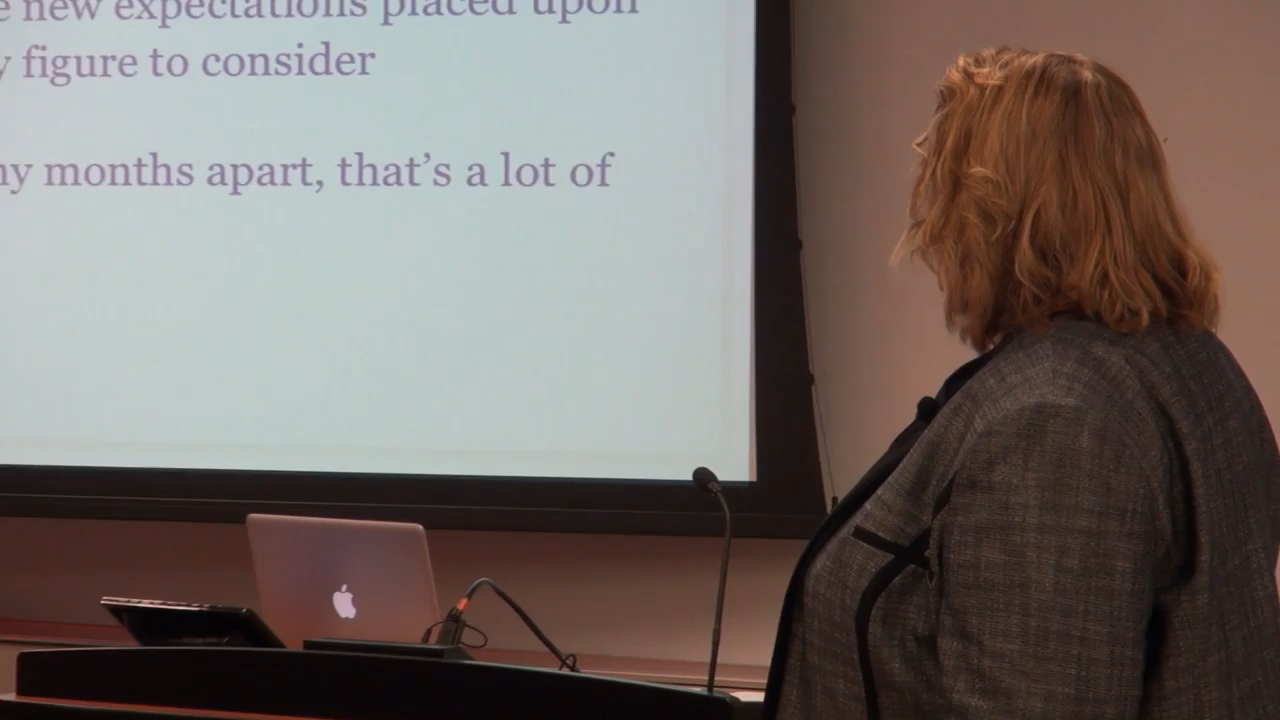 new expectations placed upon
figure to consider
months apart, that's a lot of